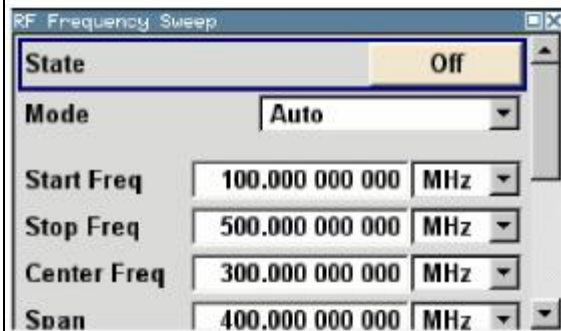 RF Frequency Sweep
State Off
Mode Auto
Start Freq 100.000 000 000 MHz
Stop Freq 500.000 000 000 MHz
Center Freq 300.000 000 000 MHz
Span 400.000 000 000 MHz